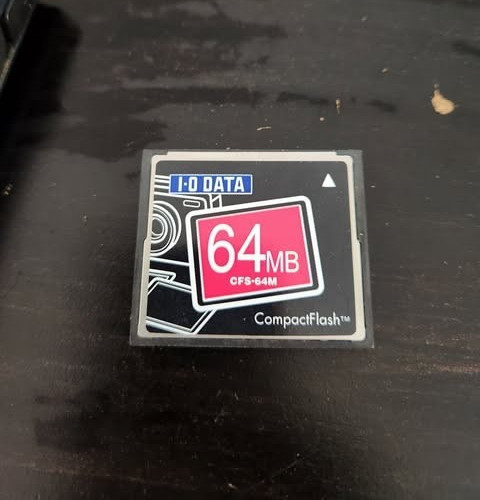 I·O DATA
64MB
CFS-64M
CompactFlash™